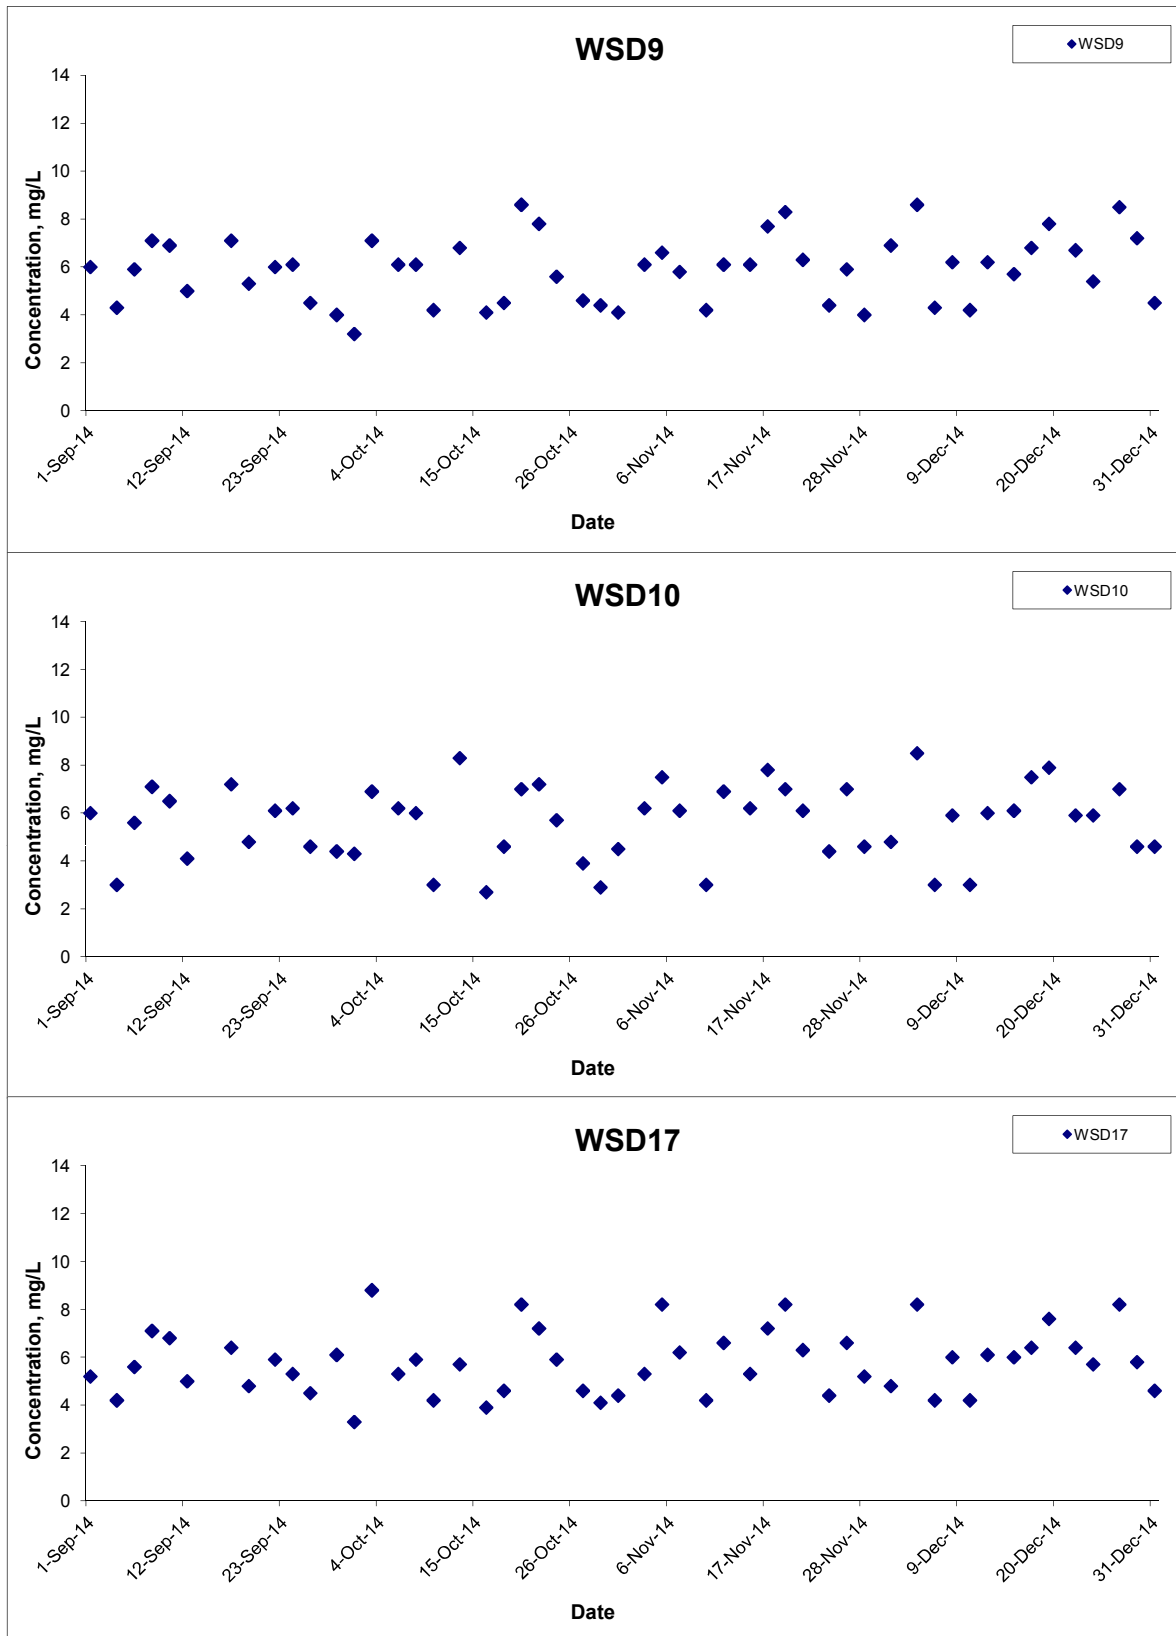 WSD9
WSD9
14
12
10
8
6
4
2
0
Concentration, mg/L
1-Sep-14
12-Sep-14
23-Sep-14
4-Oct-14
15-Oct-14
26-Oct-14
6-Nov-14
17-Nov-14
28-Nov-14
9-Dec-14
20-Dec-14
31-Dec-14
Date
WSD10
WSD10
14
12
10
8
6
4
2
0
Concentration, mg/L
1-Sep-14
12-Sep-14
23-Sep-14
4-Oct-14
15-Oct-14
26-Oct-14
6-Nov-14
17-Nov-14
28-Nov-14
9-Dec-14
20-Dec-14
31-Dec-14
Date
WSD17
WSD17
14
12
10
8
6
4
2
0
Concentration, mg/L
1-Sep-14
12-Sep-14
23-Sep-14
4-Oct-14
15-Oct-14
26-Oct-14
6-Nov-14
17-Nov-14
28-Nov-14
9-Dec-14
20-Dec-14
31-Dec-14
Date